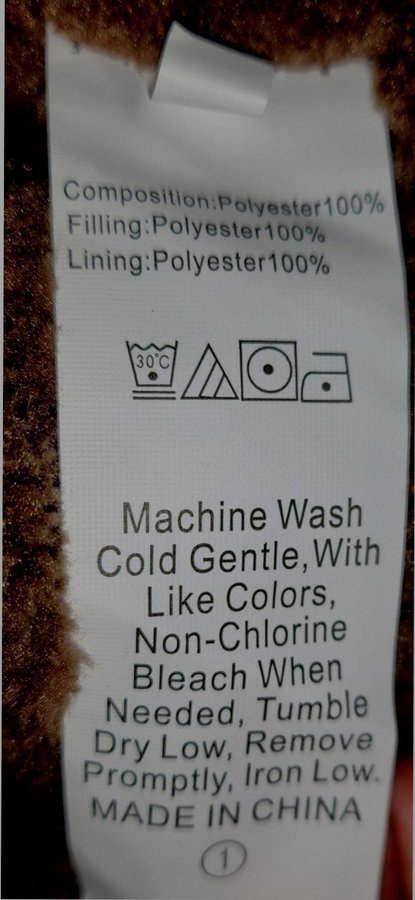 Composition:Polyester100%
Filling:Polyester100%
Lining:Polyester100%
30°C
Machine Wash
Cold Gentle,With
Like Colors,
Non-Chlorine
Bleach When
Needed, Tumble
Dry Low, Remove
Promptly, Iron Low.
MADE IN CHINA
1